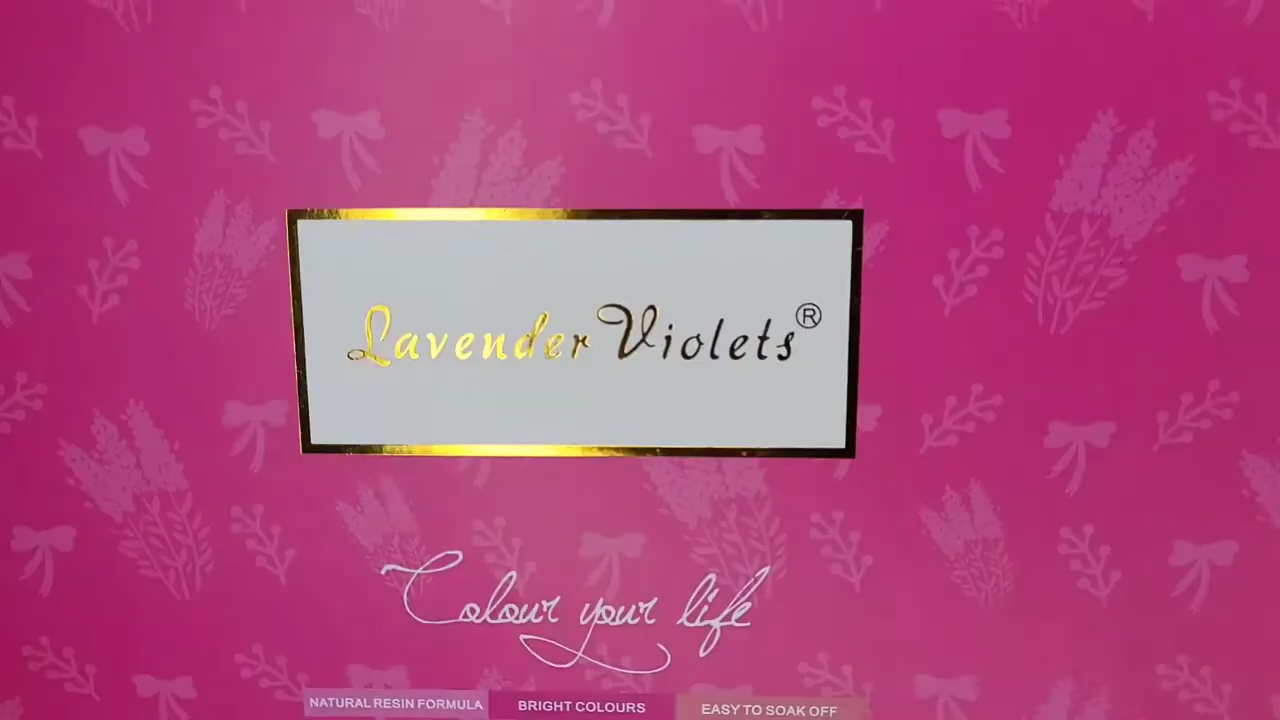 Lavender Violets®
Colour your life
NATURAL RESIN FORMULA
BRIGHT COLOURS
EASY TO SOAK OFF